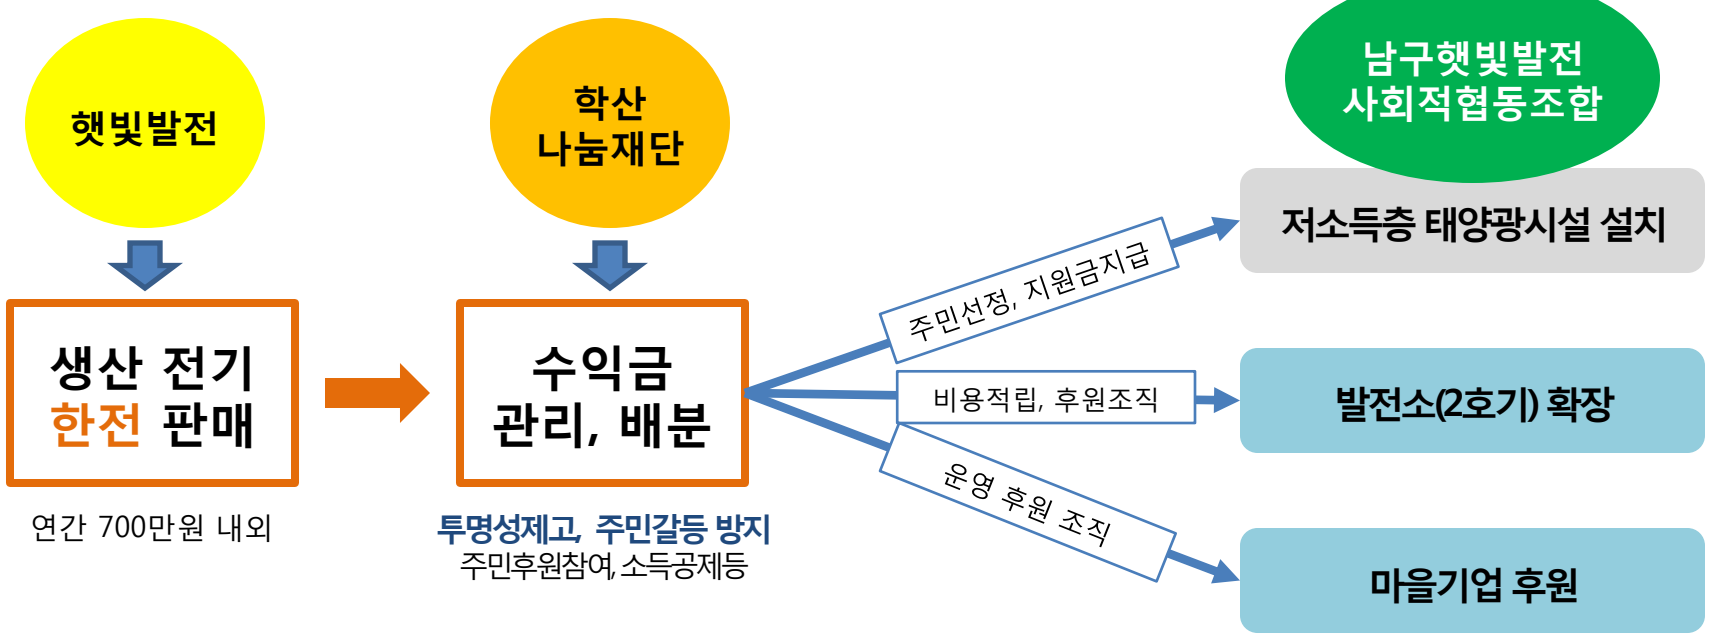 햇빛발전
생산 전기
한전 판매
연간 700만원 내외
학산
나눔재단
수익금
관리, 배분
투명성제고, 주민갈등 방지
주민후원참여, 소득공제등
주민선정, 지원금지급
비용적립, 후원조직
운영 후원 조직
남구햇빛발전
사회적협동조합
저소득층 태양광시설 설치
발전소(2호기) 확장
마을기업 후원